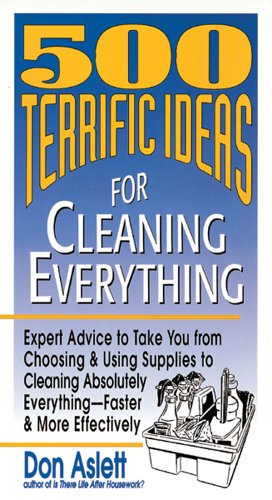 500
TERRIFIC IDEAS
FOR
CLEANING
EVERYTHING
Expert Advice to Take You from
Choosing & Using Supplies to
Cleaning Absolutely
Everything—Faster
& More Effectively
Don Aslett
author of Is There Life After Housework?